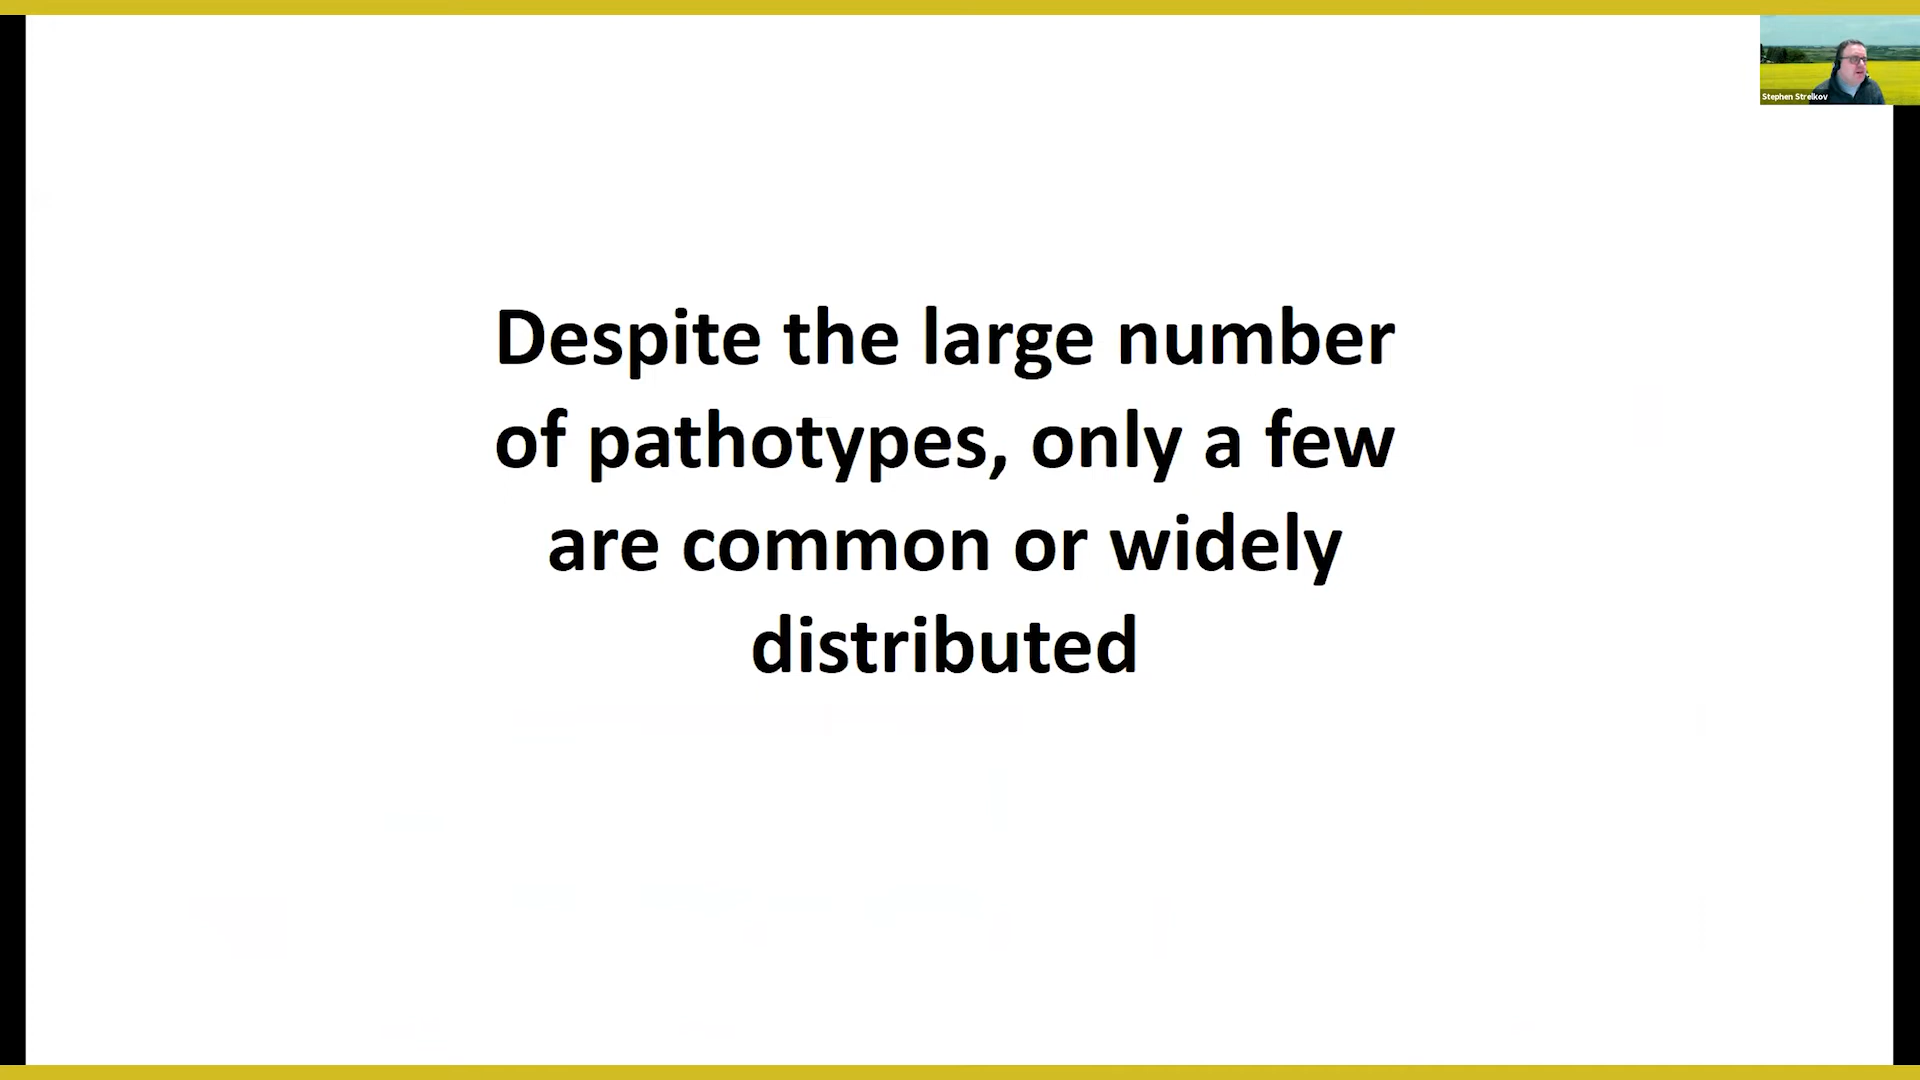 Stephen Strelkov
Despite the large number
of pathotypes, only a few
are common or widely
distributed